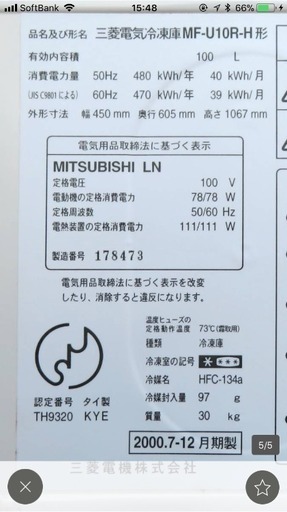 SoftBank 15:48 66%
品名及び形名 三菱電気冷凍庫 MF-U10R-H 形
有効内容積 100 L
消費電力量 50Hz 480 kWh/年 40 kWh/月
(JIS C9801による) 60Hz 470 kWh/年 39 kWh/月
外形寸法 幅 450 mm 奥行 605 mm 高さ 1067 mm
電気用品取締法に基づく表示
MITSUBISHI LN
定格電圧 100 V
電動機の定格消費電力 78/78 W
定格周波数 50/60 Hz
電熱装置の定格消費電力 111/111 W
製造番号 178473
電気用品取締法に基づく表示を改変
したり、消除すると違反になります。
温度ヒューズの
定格動作温度 73℃(霜取用)
種類 冷凍庫
冷凍室の記号
冷媒名 HFC-134a
冷媒封入量 97 g
質量 30 kg
認定番号 タイ製
TH9320 KYE
2000.7-12 月期製
5/5
三菱電機株式会社